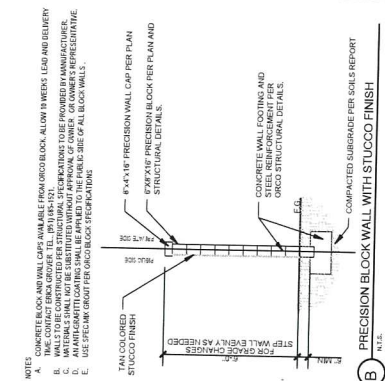 NOTES
A. CONCRETE BLOCK AND WALL CAPS AVAILABLE FROM ORCO BLOCK. ALLOW 10 WEEKS LEAD AND DELIVERY
TIME. CONTACT ERICA GROVER. TEL. (951) 685-1521.
B. WALLS TO BE CONSTRUCTED PER STRUCTURAL SPECIFICATIONS TO BE PROVIDED BY MANUFACTURER.
C. MATERIALS SHALL NOT BE SUBSTITUTED WITHOUT APPROVAL OF OWNER OR OWNER'S REPRESENTATIVE.
D. AN ANTI-GRAFFITI COATING SHALL BE APPLIED TO THE PUBLIC SIDE OF ALL BLOCK WALLS.
E. USE SPEC MIX GROUT PER ORCO BLOCK SPECIFICATIONS
6"x4"x16" PRECISION WALL CAP PER PLAN
6"X8"X16" PRECISION BLOCK PER PLAN AND
STRUCTURAL DETAILS.
PUBLIC SIDE
PRIVATE SIDE
TAN COLORED
STUCCO FINISH
6'-0"
FOR GRADE CHANGES
STEP WALL EVENLY AS NEEDED
CONCRETE WALL FOOTING AND
STEEL REINFORCEMENT PER
ORCO STRUCTURAL DETAILS.
F.G.
MIN.
COMPACTED SUBGRADE PER SOILS REPORT
B
PRECISION BLOCK WALL WITH STUCCO FINISH
N.T.S.